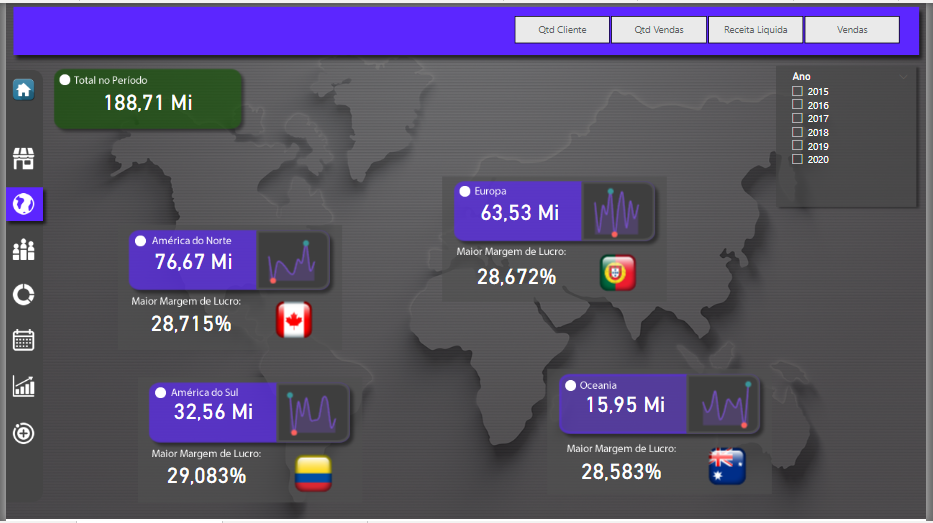 Qtd Cliente
Qtd Vendas
Receita Liquida
Vendas
Total no Período
188,71 Mi
Ano
2015
2016
2017
2018
2019
2020
Europa
63,53 Mi
Maior Margem de Lucro:
28,672%
América do Norte
76,67 Mi
Maior Margem de Lucro:
28,715%
América do Sul
32,56 Mi
Maior Margem de Lucro:
29,083%
Oceania
15,95 Mi
Maior Margem de Lucro:
28,583%